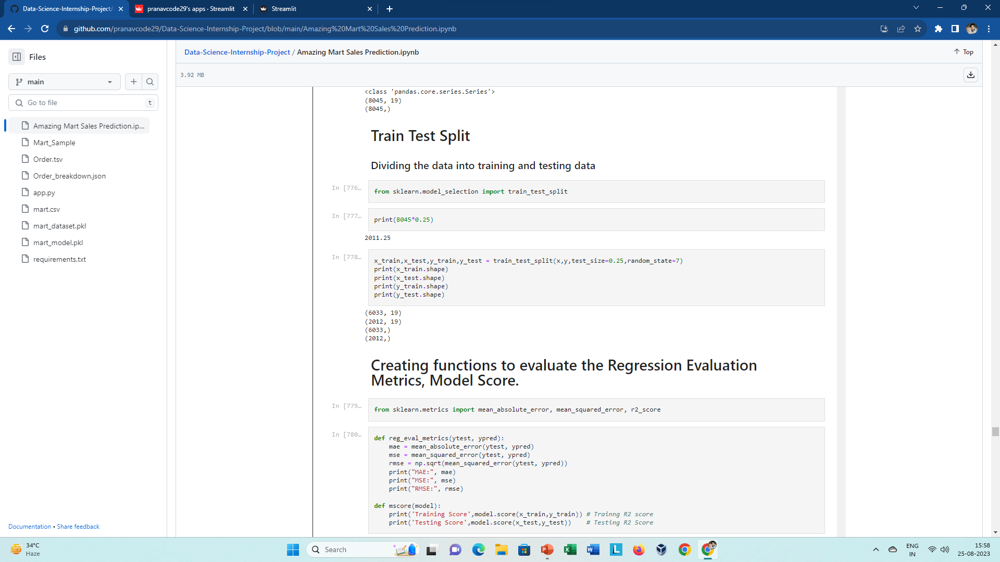 Data-Science-Internship-Project/
pranavcode29's apps · Streamlit
Streamlit
github.com/pranavcode29/Data-Science-Internship-Project/blob/main/Amazing%20Mart%20Sales%20Prediction.ipynb
Files
main
Go to file
t
Amazing Mart Sales Prediction.ip...
Mart_Sample
Order.tsv
Order_breakdown.json
app.py
mart.csv
mart_dataset.pkl
mart_model.pkl
requirements.txt
Documentation • Share feedback
Data-Science-Internship-Project / Amazing Mart Sales Prediction.ipynb
Top
3.92 MB
<class 'pandas.core.series.Series'>
(8045, 19)
(8045,)
Train Test Split
Dividing the data into training and testing data
In [776…
from sklearn.model_selection import train_test_split
In [777…
print(8045*0.25)
2011.25
In [778…
x_train,x_test,y_train,y_test = train_test_split(x,y,test_size=0.25,random_state=7)
print(x_train.shape)
print(x_test.shape)
print(y_train.shape)
print(y_test.shape)
(6033, 19)
(2012, 19)
(6033,)
(2012,)
Creating functions to evaluate the Regression Evaluation
Metrics, Model Score.
In [779…
from sklearn.metrics import mean_absolute_error, mean_squared_error, r2_score
In [780…
def reg_eval_metrics(ytest, ypred):
    mae = mean_absolute_error(ytest, ypred)
    mse = mean_squared_error(ytest, ypred)
    rmse = np.sqrt(mean_squared_error(ytest, ypred))
    print("MAE:", mae)
    print("MSE:", mse)
    print("RMSE:", rmse)
def mscore(model):
    print('Training Score',model.score(x_train,y_train)) # Trainng R2 score
    print('Testing Score',model.score(x_test,y_test))    # Testing R2 Score
34°C
Haze
Search
ENG
IN
15:58
25-08-2023